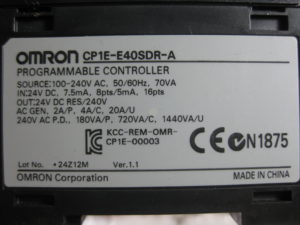 OMRON CP1E-E40SDR-A
PROGRAMMABLE CONTROLLER
SOURCE:100-240V AC, 50/60Hz, 70VA
IN:24V DC, 7.5mA, 8pts/5mA, 16pts
OUT:24V DC RES/240V
AC GEN, 2A/P, 4A/C, 20A/U
240V AC P.D., 180VA/P, 720VA/C, 1440VA/U
KCC-REM-OMR-
CP1E-00003
CE N1875
Lot No. +24Z12M Ver.1.1
OMRON Corporation MADE IN CHINA